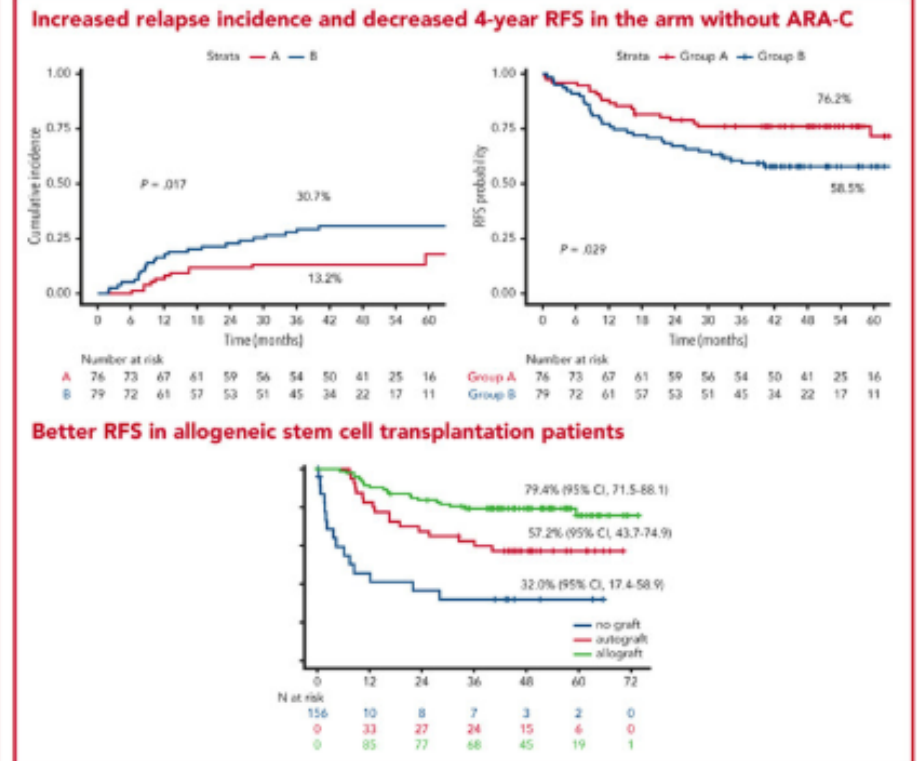 Increased relapse incidence and decreased 4-year RFS in the arm without ARA-C
Strata A B
1.00
0.75
0.50
0.25
0.00
Cumulative incidence
P = .017
30.7%
13.2%
0 6 12 18 24 30 36 42 48 54 60
Time (months)
Number at risk
A 76 73 67 61 59 56 54 50 41 25 16
B 79 72 61 57 53 51 45 34 22 17 11
Strata Group A Group B
1.00
0.75
0.50
0.25
0.00
RFS probability
76.2%
58.5%
P = .029
0 6 12 18 24 30 36 42 48 54 60
Time (months)
Number at risk
Group A 76 73 67 61 59 56 54 50 41 25 16
Group B 79 72 61 57 53 51 45 34 22 17 11
Better RFS in allogeneic stem cell transplantation patients
79.4% (95% CI, 71.5-88.1)
57.2% (95% CI, 43.7-74.9)
32.0% (95% CI, 17.4-58.9)
no graft
autograft
allograft
0 12 24 36 48 60 72
N at risk
156 10 8 7 3 2 0
0 33 27 24 15 6 0
0 85 77 68 45 19 1